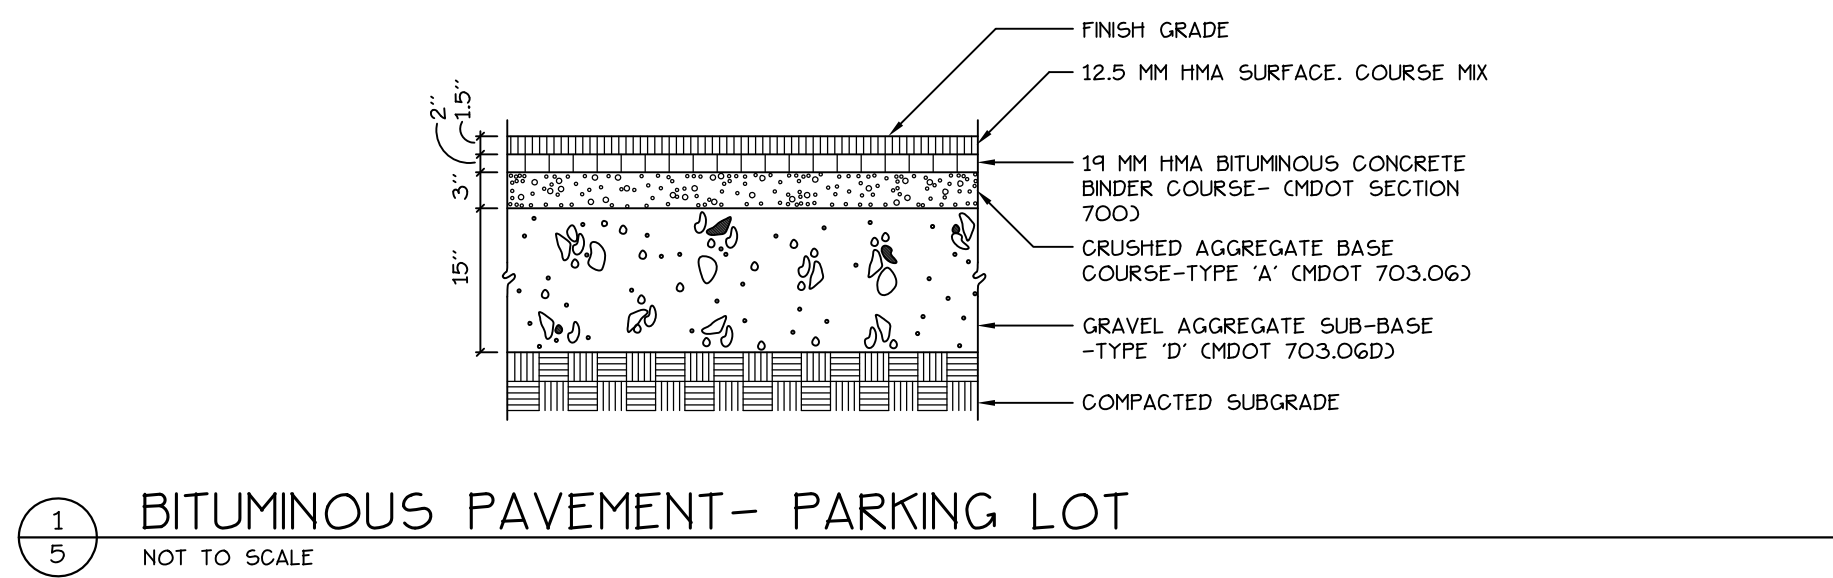 FINISH GRADE
12.5 MM HMA SURFACE. COURSE MIX
2"
1.5"
19 MM HMA BITUMINOUS CONCRETE
BINDER COURSE- (MDOT SECTION
700)
3"
CRUSHED AGGREGATE BASE
COURSE-TYPE 'A' (MDOT 703.06)
15"
GRAVEL AGGREGATE SUB-BASE
-TYPE 'D' (MDOT 703.06D)
COMPACTED SUBGRADE
1
5
BITUMINOUS PAVEMENT- PARKING LOT
NOT TO SCALE